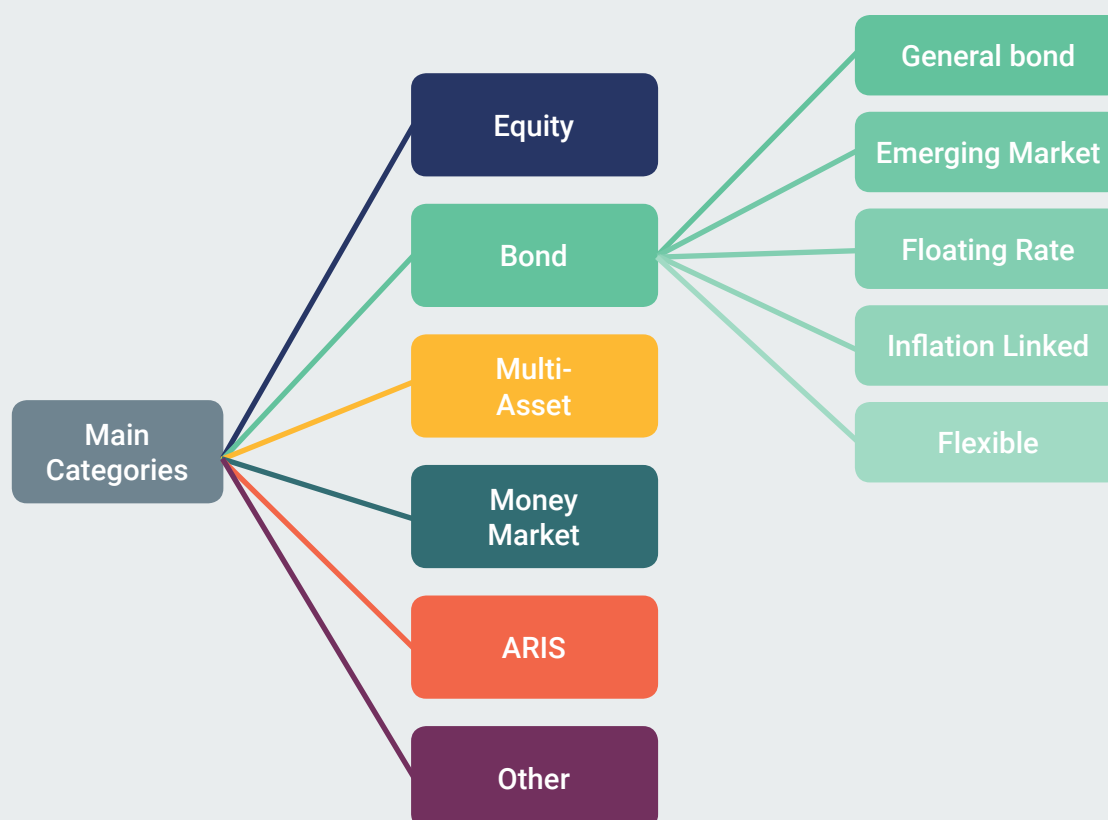 Main
Categories
Equity
Bond
Multi-
Asset
Money
Market
ARIS
Other
General bond
Emerging Market
Floating Rate
Inflation Linked
Flexible